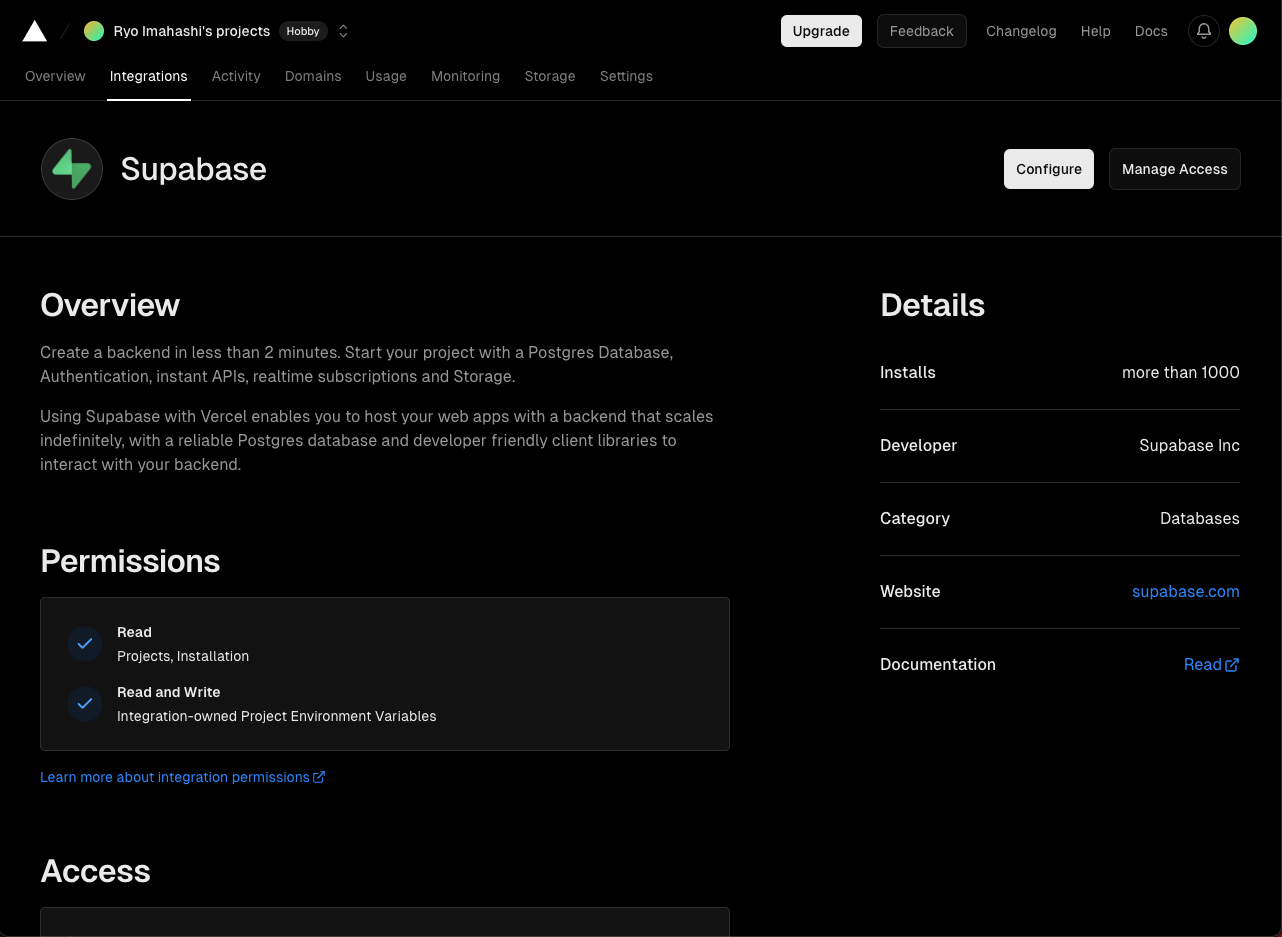 Ryo Imahashi's projects Hobby
Upgrade Feedback Changelog Help Docs
Overview Integrations Activity Domains Usage Monitoring Storage Settings
Supabase
Configure Manage Access
Overview
Create a backend in less than 2 minutes. Start your project with a Postgres Database,
Authentication, instant APIs, realtime subscriptions and Storage.
Using Supabase with Vercel enables you to host your web apps with a backend that scales
indefinitely, with a reliable Postgres database and developer friendly client libraries to
interact with your backend.
Permissions
Read
Projects, Installation
Read and Write
Integration-owned Project Environment Variables
Learn more about integration permissions
Access
Details
Installs more than 1000
Developer Supabase Inc
Category Databases
Website supabase.com
Documentation Read